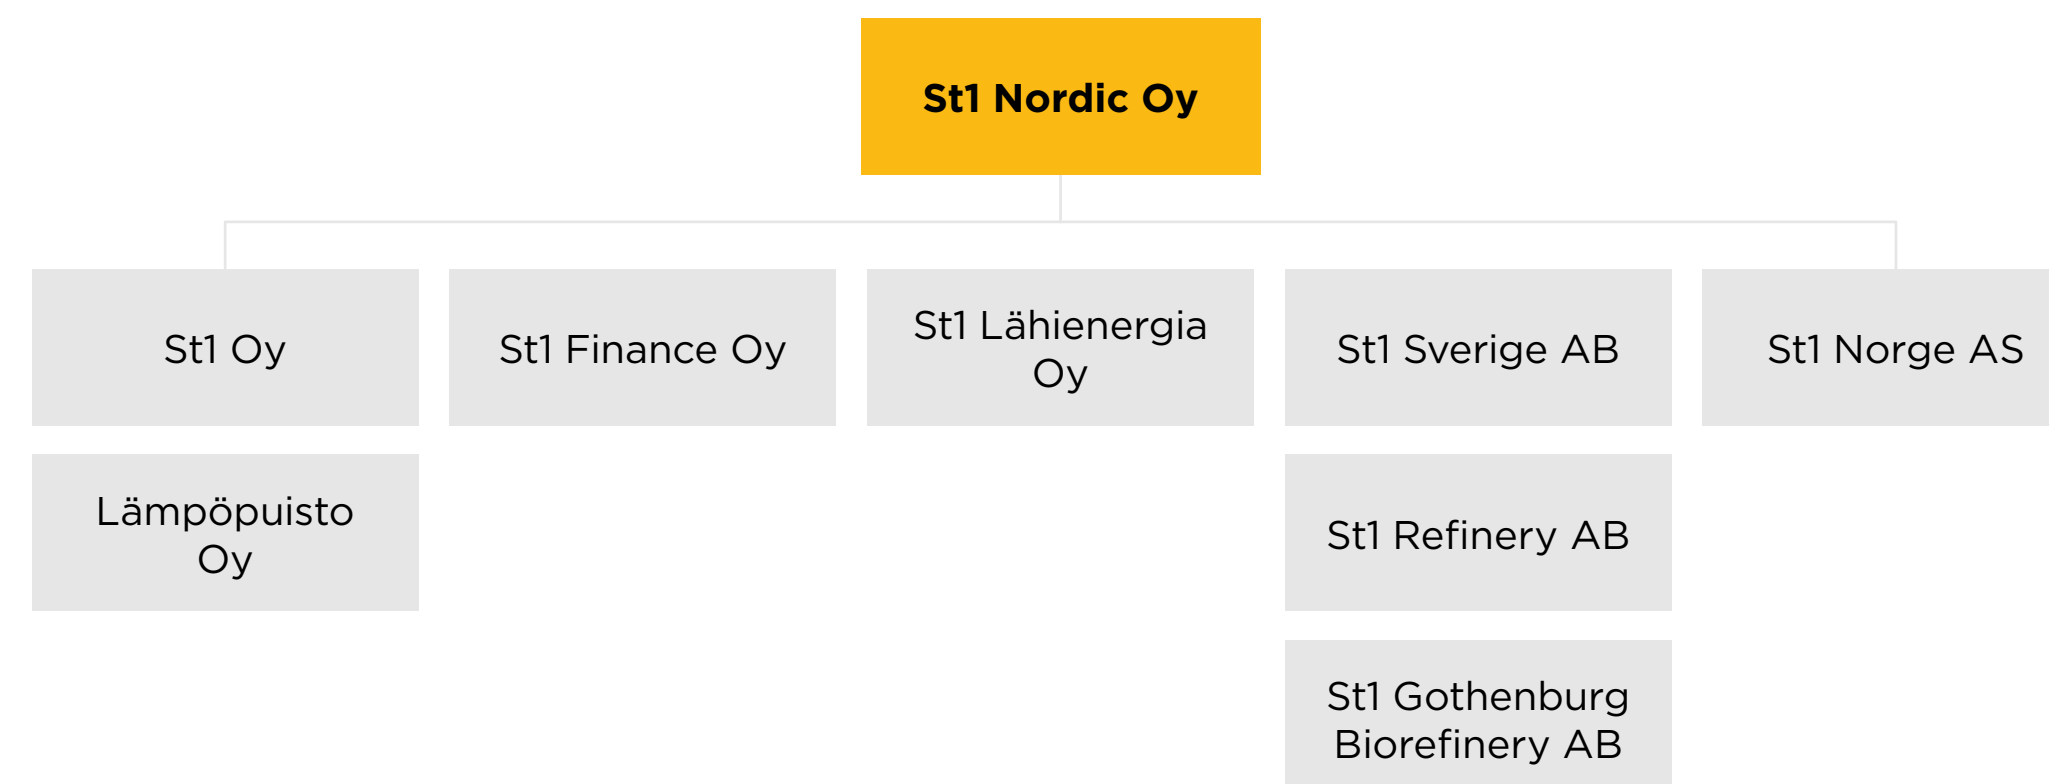 St1 Nordic Oy
St1 Oy
St1 Finance Oy
St1 Lähienergia
Oy
St1 Sverige AB
St1 Norge AS
Lämpöpuisto
Oy
St1 Refinery AB
St1 Gothenburg
Biorefinery AB